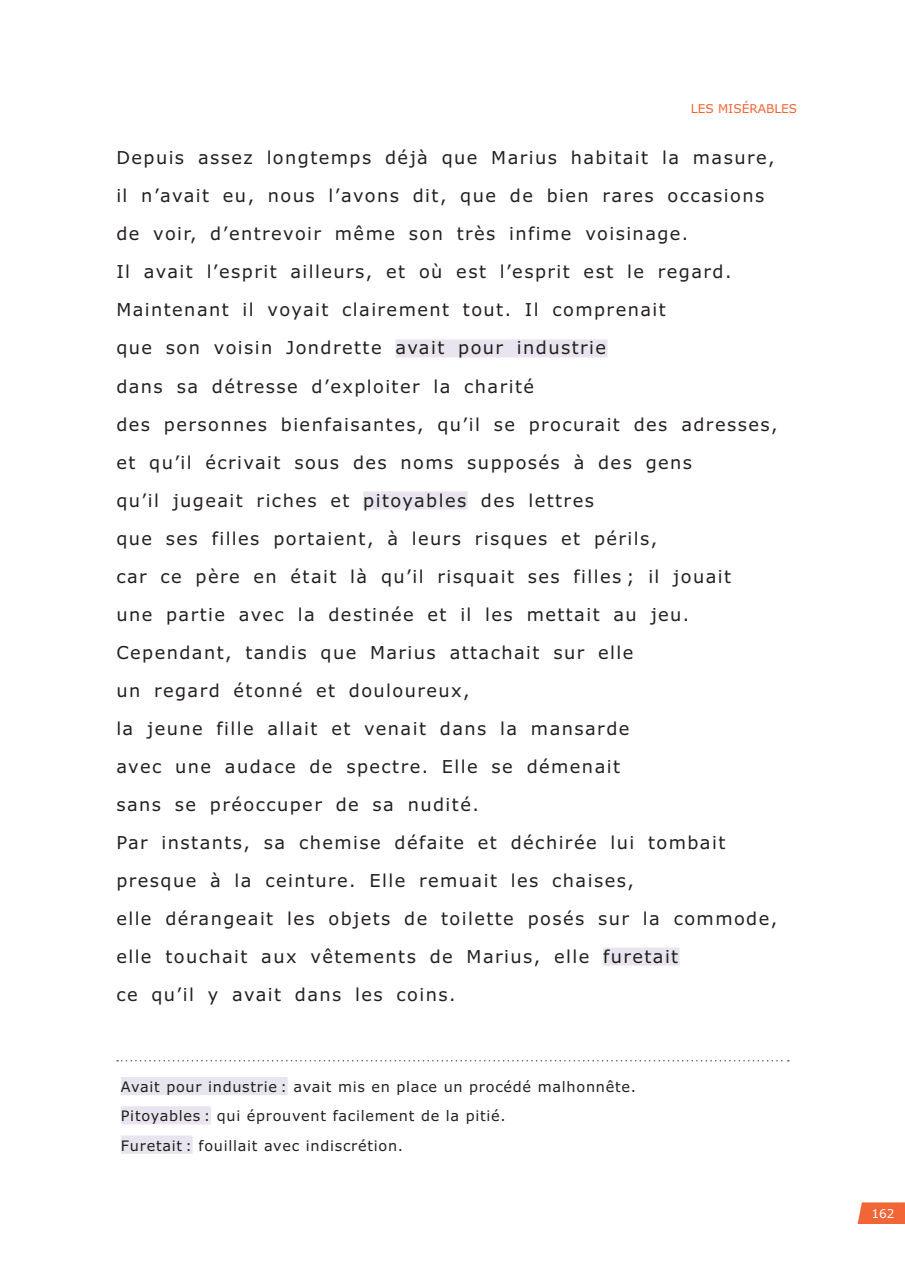 LES MISÉRABLES
Depuis assez longtemps déjà que Marius habitait la masure,
il n’avait eu, nous l’avons dit, que de bien rares occasions
de voir, d’entrevoir même son très infime voisinage.
Il avait l’esprit ailleurs, et où est l’esprit est le regard.
Maintenant il voyait clairement tout. Il comprenait
que son voisin Jondrette avait pour industrie
dans sa détresse d’exploiter la charité
des personnes bienfaisantes, qu’il se procurait des adresses,
et qu’il écrivait sous des noms supposés à des gens
qu’il jugeait riches et pitoyables des lettres
que ses filles portaient, à leurs risques et périls,
car ce père en était là qu’il risquait ses filles ; il jouait
une partie avec la destinée et il les mettait au jeu.
Cependant, tandis que Marius attachait sur elle
un regard étonné et douloureux,
la jeune fille allait et venait dans la mansarde
avec une audace de spectre. Elle se démenait
sans se préoccuper de sa nudité.
Par instants, sa chemise défaite et déchirée lui tombait
presque à la ceinture. Elle remuait les chaises,
elle dérangeait les objets de toilette posés sur la commode,
elle touchait aux vêtements de Marius, elle furetait
ce qu’il y avait dans les coins.
Avait pour industrie : avait mis en place un procédé malhonnête.
Pitoyables : qui éprouvent facilement de la pitié.
Furetait : fouillait avec indiscrétion.
162